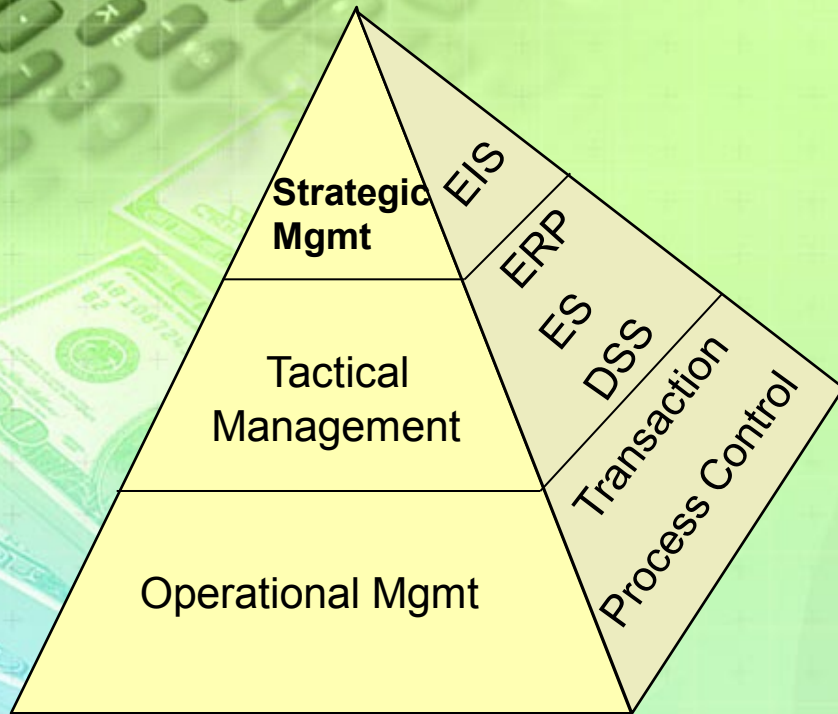 Strategic
Mgmt
EIS
ERP
ES
DSS
Tactical
Management
Transaction
Process Control
Operational Mgmt